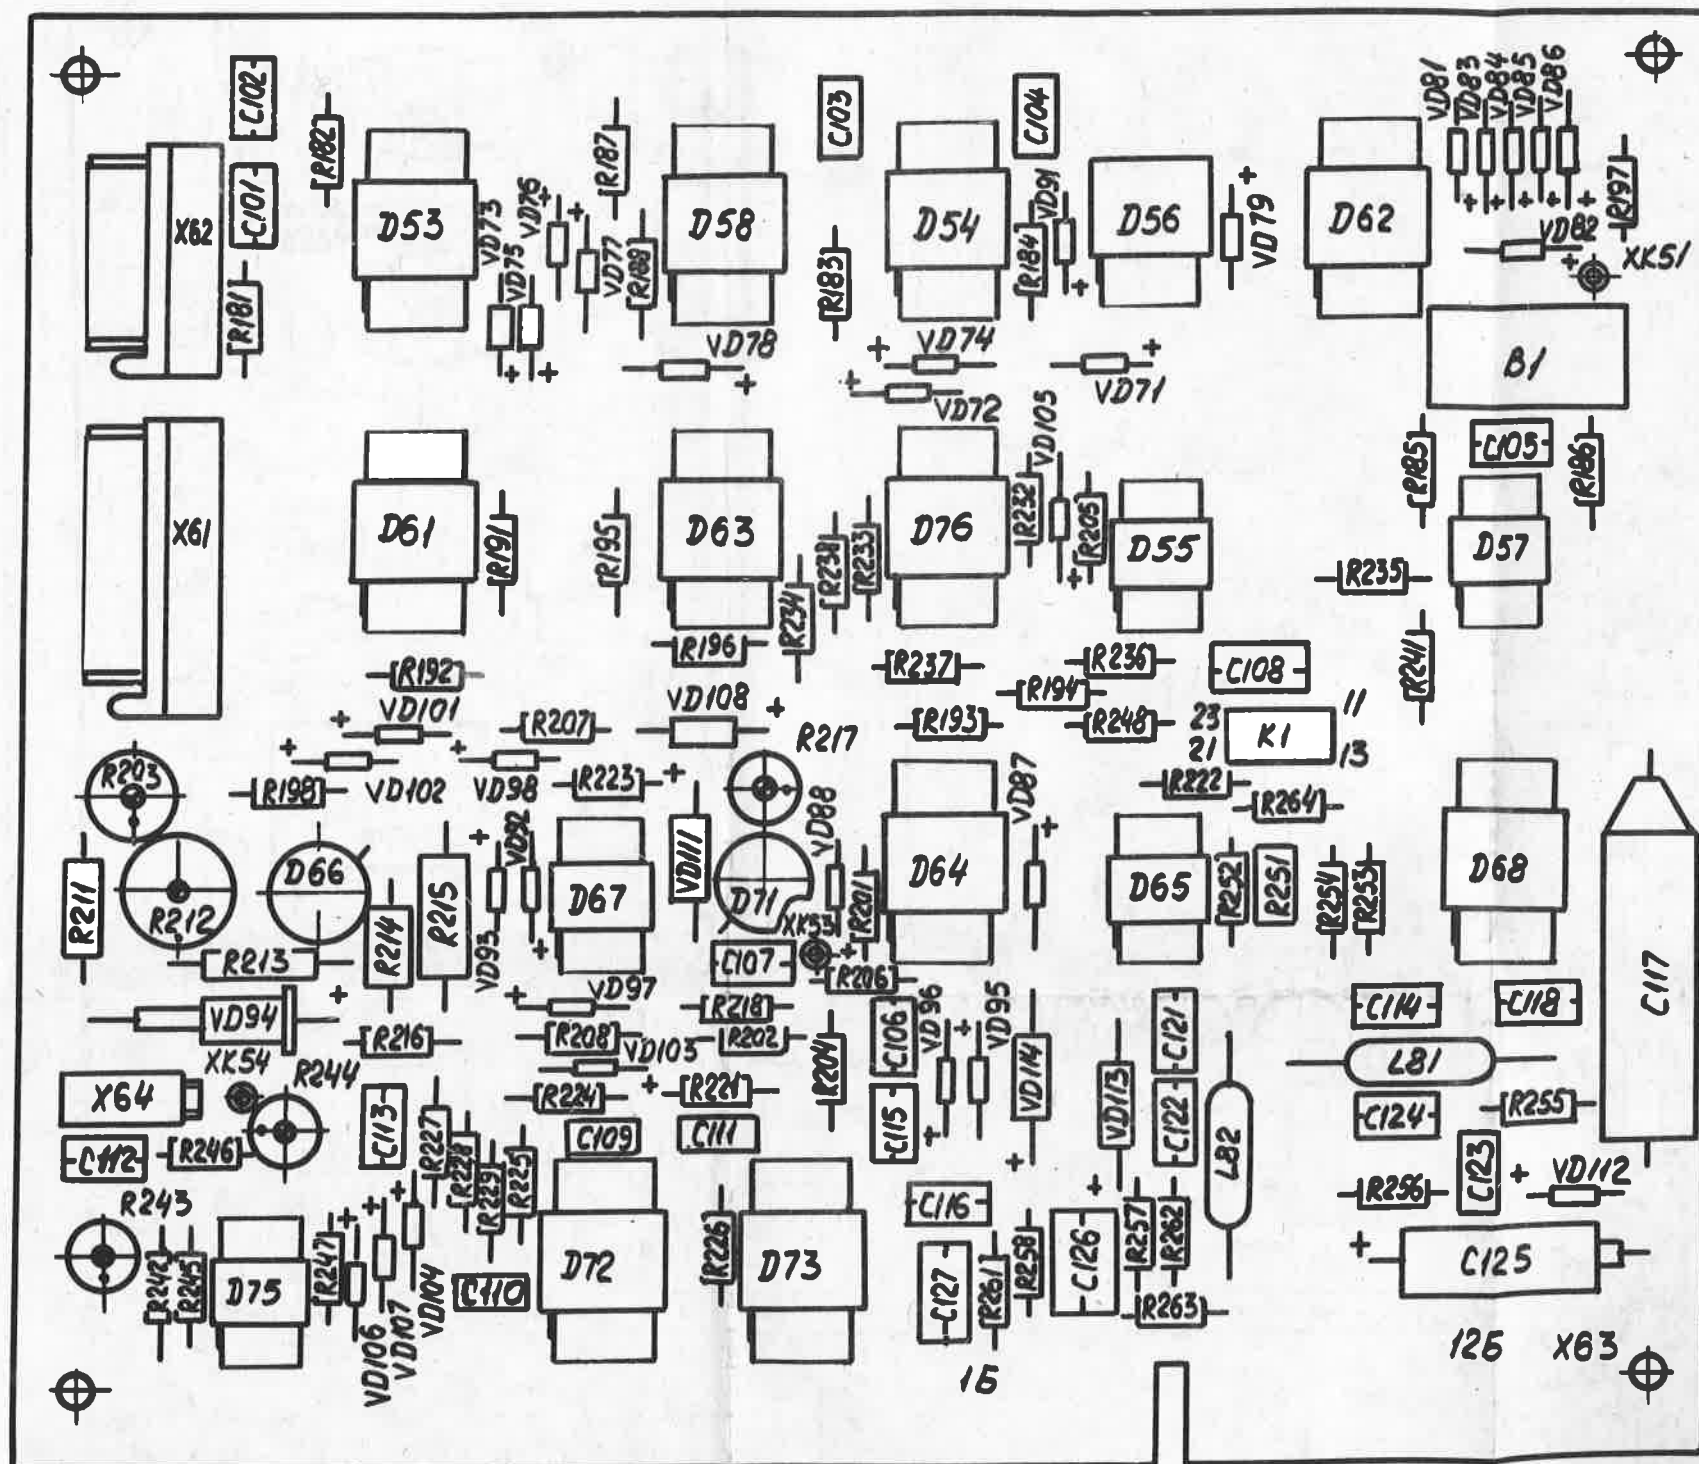 C102
C103
C104
VD81
VD83
VD84
VD85
VD86
R182
R187
C101
X62
D53
VD73
VD75
VD76
VD77
R188
D58
R183
D54
R184
VD91
D56
VD79
D62
R197
VD82
XK51
R181
VD78
VD74
VD72
VD71
B1
X61
D61
R191
R195
D63
R238
R233
R234
D76
R232
VD105
R205
D55
R185
C105
R186
D57
R235
R241
R192
R196
R237
R236
R194
C108
VD101
VD108
R207
R217
R193
R248
23
21
K1
11
13
R203
R198
VD102
VD98
R223
VD88
VD87
R222
R264
R211
R212
D66
R214
R215
VD93
VD92
D67
VD111
D71
XK53
R201
D64
D65
R252
R251
R254
R253
D68
C117
R213
C107
R206
VD94
VD97
R218
R216
R208
R202
VD103
R204
C106
VD96
VD95
VD114
VD113
C121
C114
C118
L81
XK54
R244
X64
C113
R227
R224
R221
C115
C122
L82
C124
R255
C112
R246
R228
R229
R225
C109
C111
C123
VD112
R256
R243
R242
R245
D75
R247
VD106
VD107
VD104
C110
D72
R226
D73
C116
C127
R261
R258
C126
R257
R262
R263
C125
1Б
12Б
X63